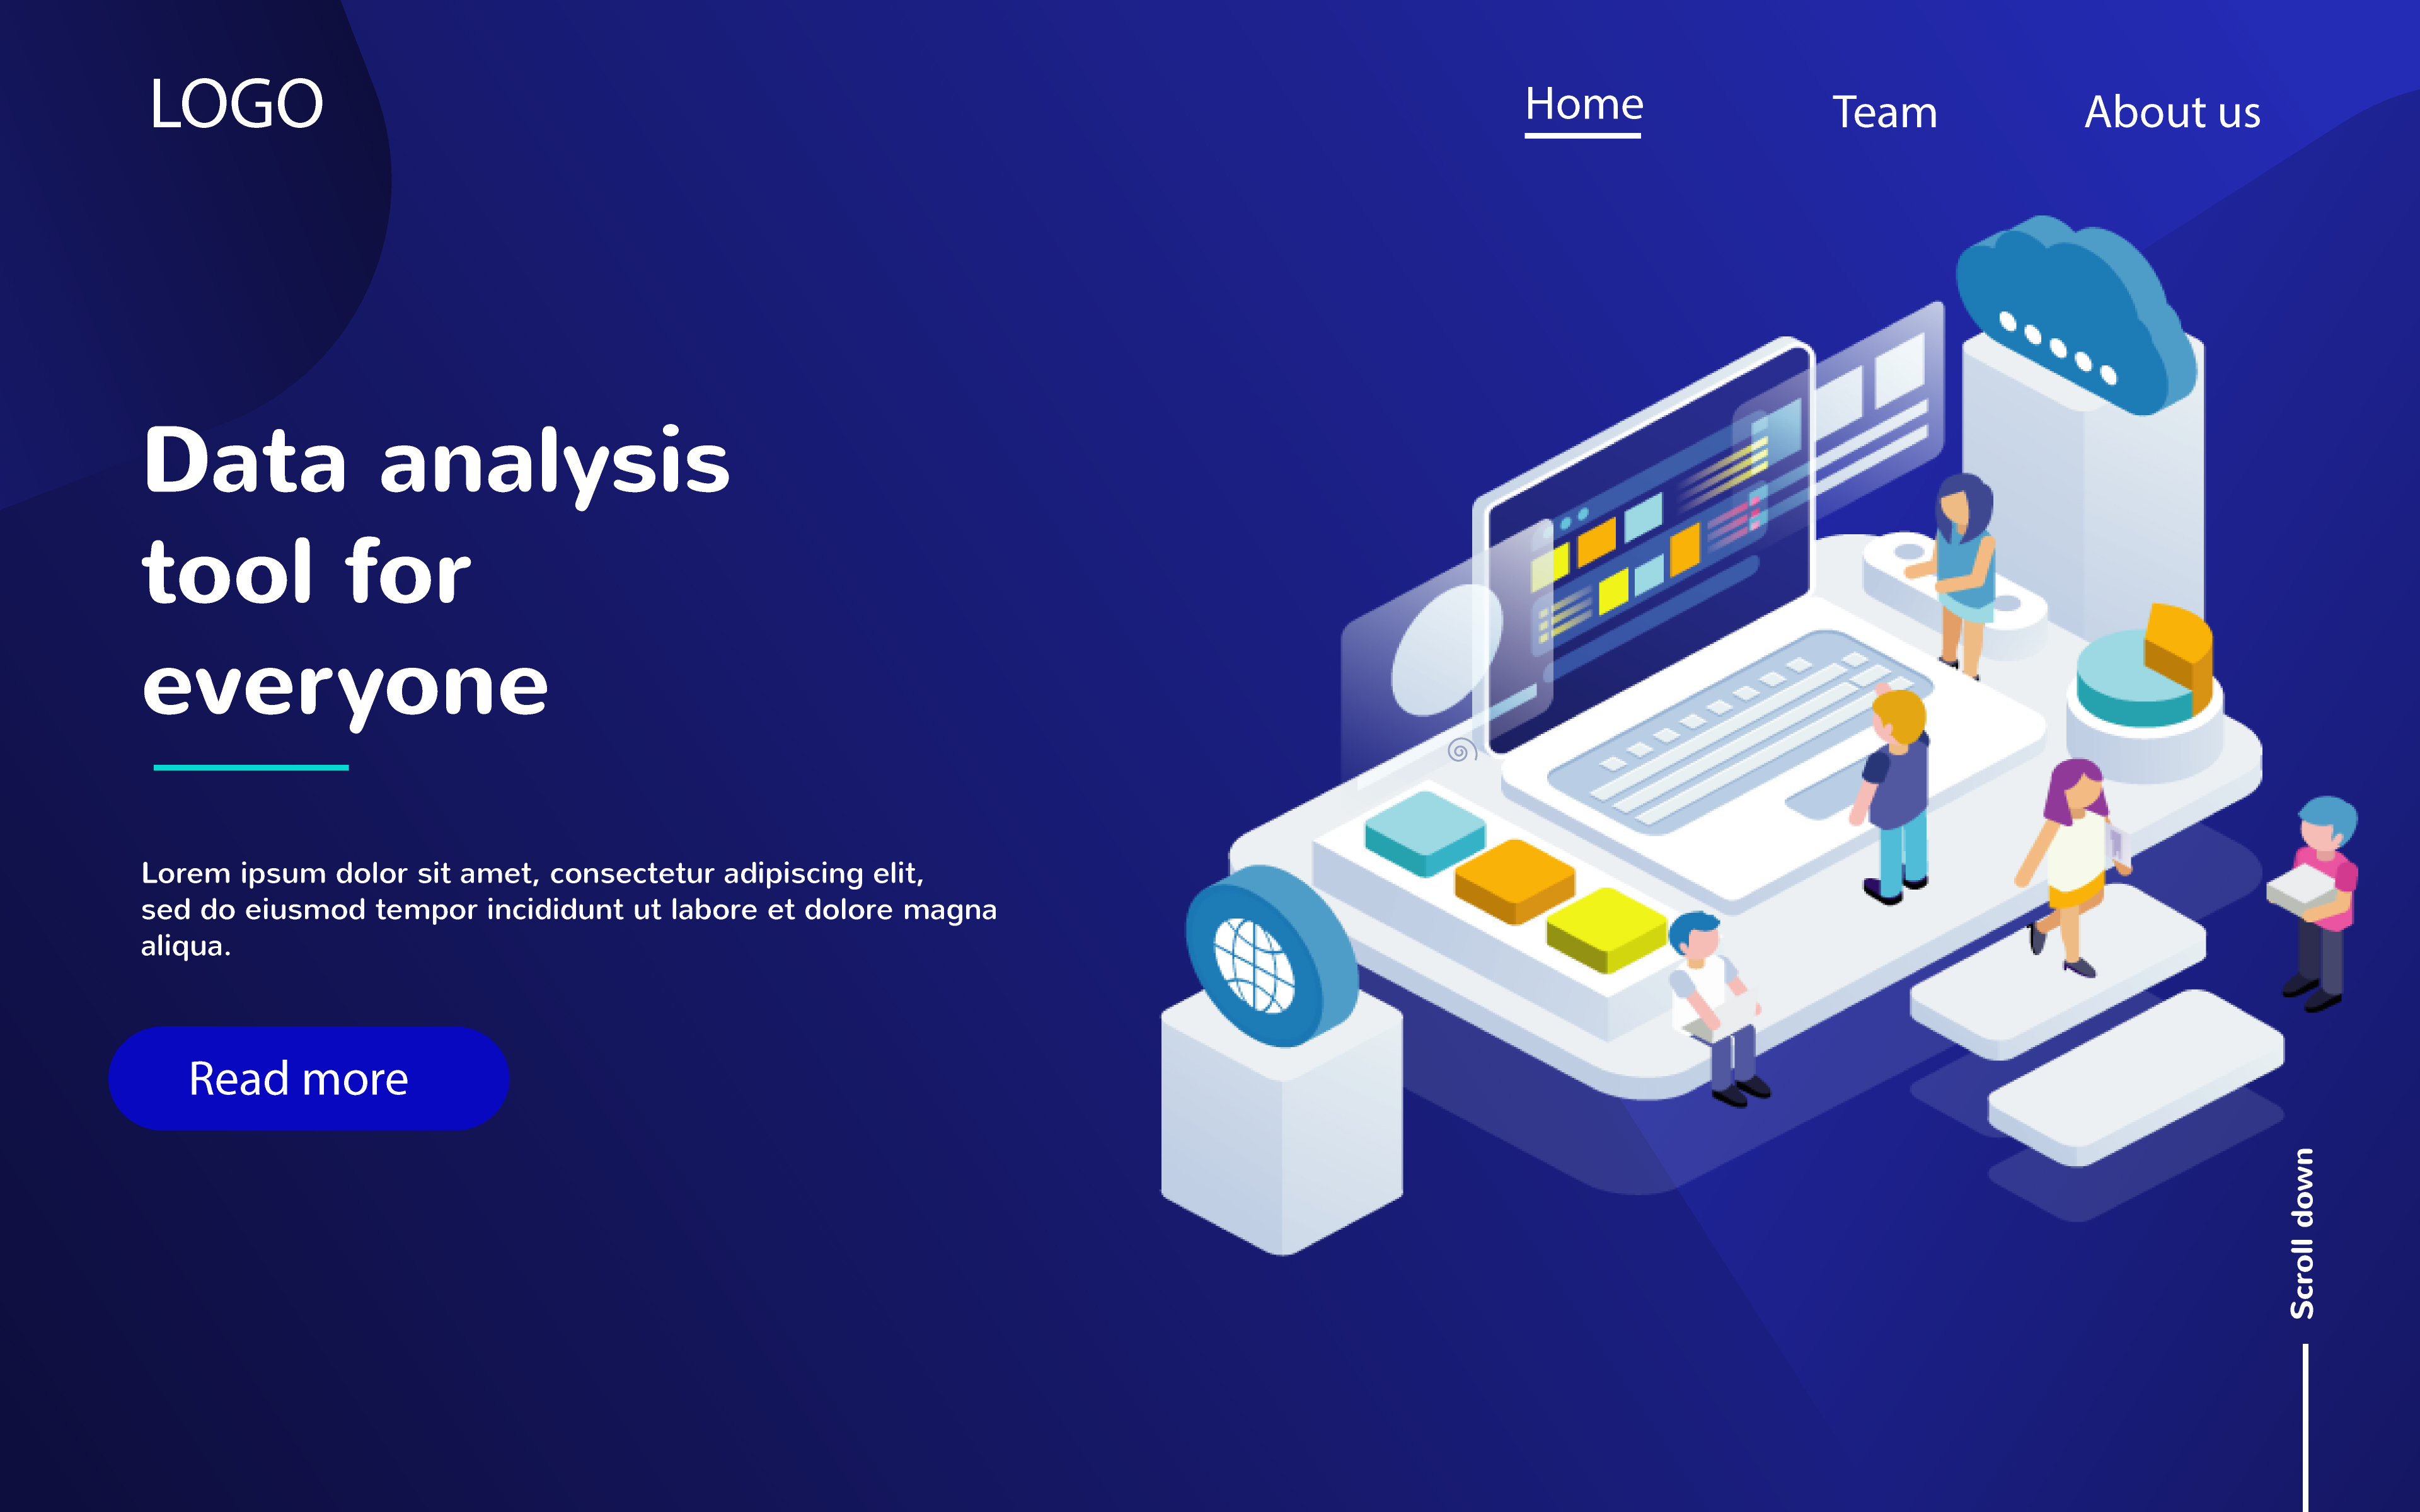 LOGO
Home
Team
About us
Data analysis
tool for
everyone
Lorem ipsum dolor sit amet, consectetur adipiscing elit,
sed do eiusmod tempor incididunt ut labore et dolore magna
aliqua.
Read more
Scroll down